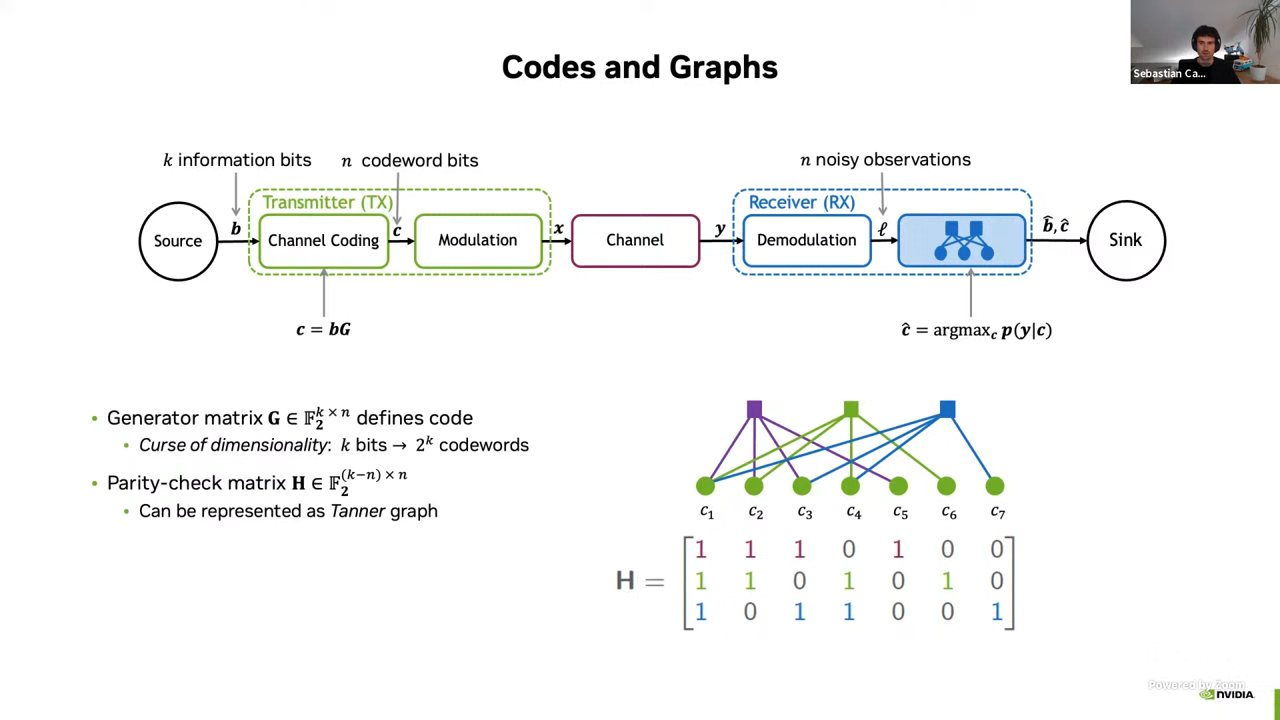 Codes and Graphs
Sebastian Ca...
k information bits
n codeword bits
n noisy observations
Transmitter (TX)
Receiver (RX)
Source
b
Channel Coding
c
Modulation
x
Channel
y
Demodulation
ℓ
b̂, ĉ
Sink
c = bG
ĉ = argmax_c p(y|c)
• Generator matrix G ∈ 𝔽₂^{k×n} defines code
• Curse of dimensionality: k bits → 2^k codewords
• Parity-check matrix H ∈ 𝔽₂^{(k−n)×n}
• Can be represented as Tanner graph
c₁ c₂ c₃ c₄ c₅ c₆ c₇
1 1 1 0 1 0 0
H = 1 1 0 1 0 1 0
1 0 1 1 0 0 1
Powered by Zoom
NVIDIA.